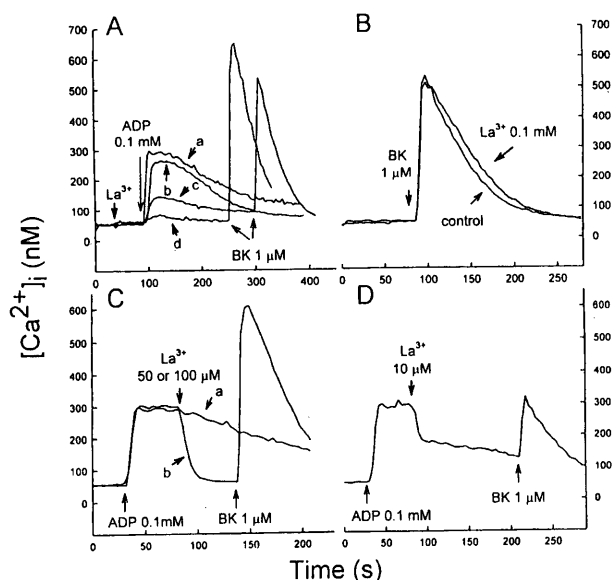 [Ca²⁺]ᵢ (nM)
A
700
600
500
400
300
200
100
0
ADP
0.1 mM
La³⁺
a
b
c
d
BK 1 μM
0 100 200 300 400
B
700
600
500
400
300
200
100
0
BK
1 μM
La³⁺ 0.1 mM
control
0 50 100 150 200 250
C
600
500
400
300
200
100
0
La³⁺
50 or 100 μM
a
b
ADP 0.1mM
BK 1 μM
0 50 100 150 200
D
600
500
400
300
200
100
0
La³⁺
10 μM
ADP 0.1 mM
BK 1 μM
0 50 100 150 200 250
Time (s)